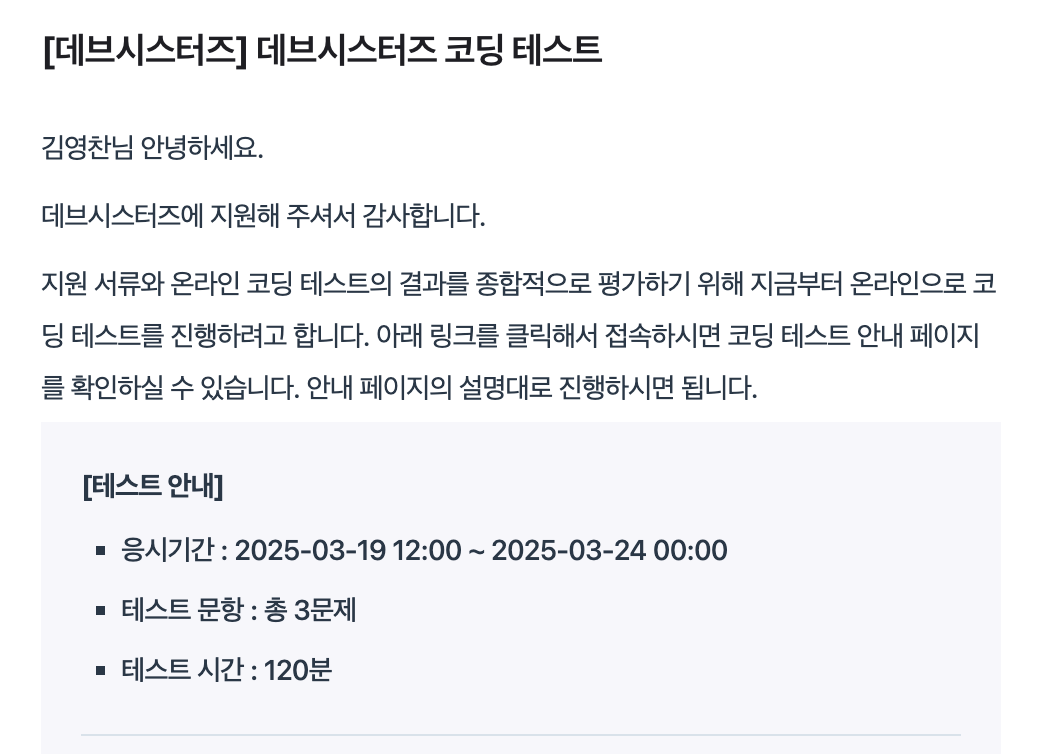 [데브시스터즈] 데브시스터즈 코딩 테스트
김영찬님 안녕하세요.
데브시스터즈에 지원해 주셔서 감사합니다.
지원 서류와 온라인 코딩 테스트의 결과를 종합적으로 평가하기 위해 지금부터 온라인으로 코
딩 테스트를 진행하려고 합니다. 아래 링크를 클릭해서 접속하시면 코딩 테스트 안내 페이지
를 확인하실 수 있습니다. 안내 페이지의 설명대로 진행하시면 됩니다.
[테스트 안내]
▪ 응시기간 : 2025-03-19 12:00 ~ 2025-03-24 00:00
▪ 테스트 문항 : 총 3문제
▪ 테스트 시간 : 120분